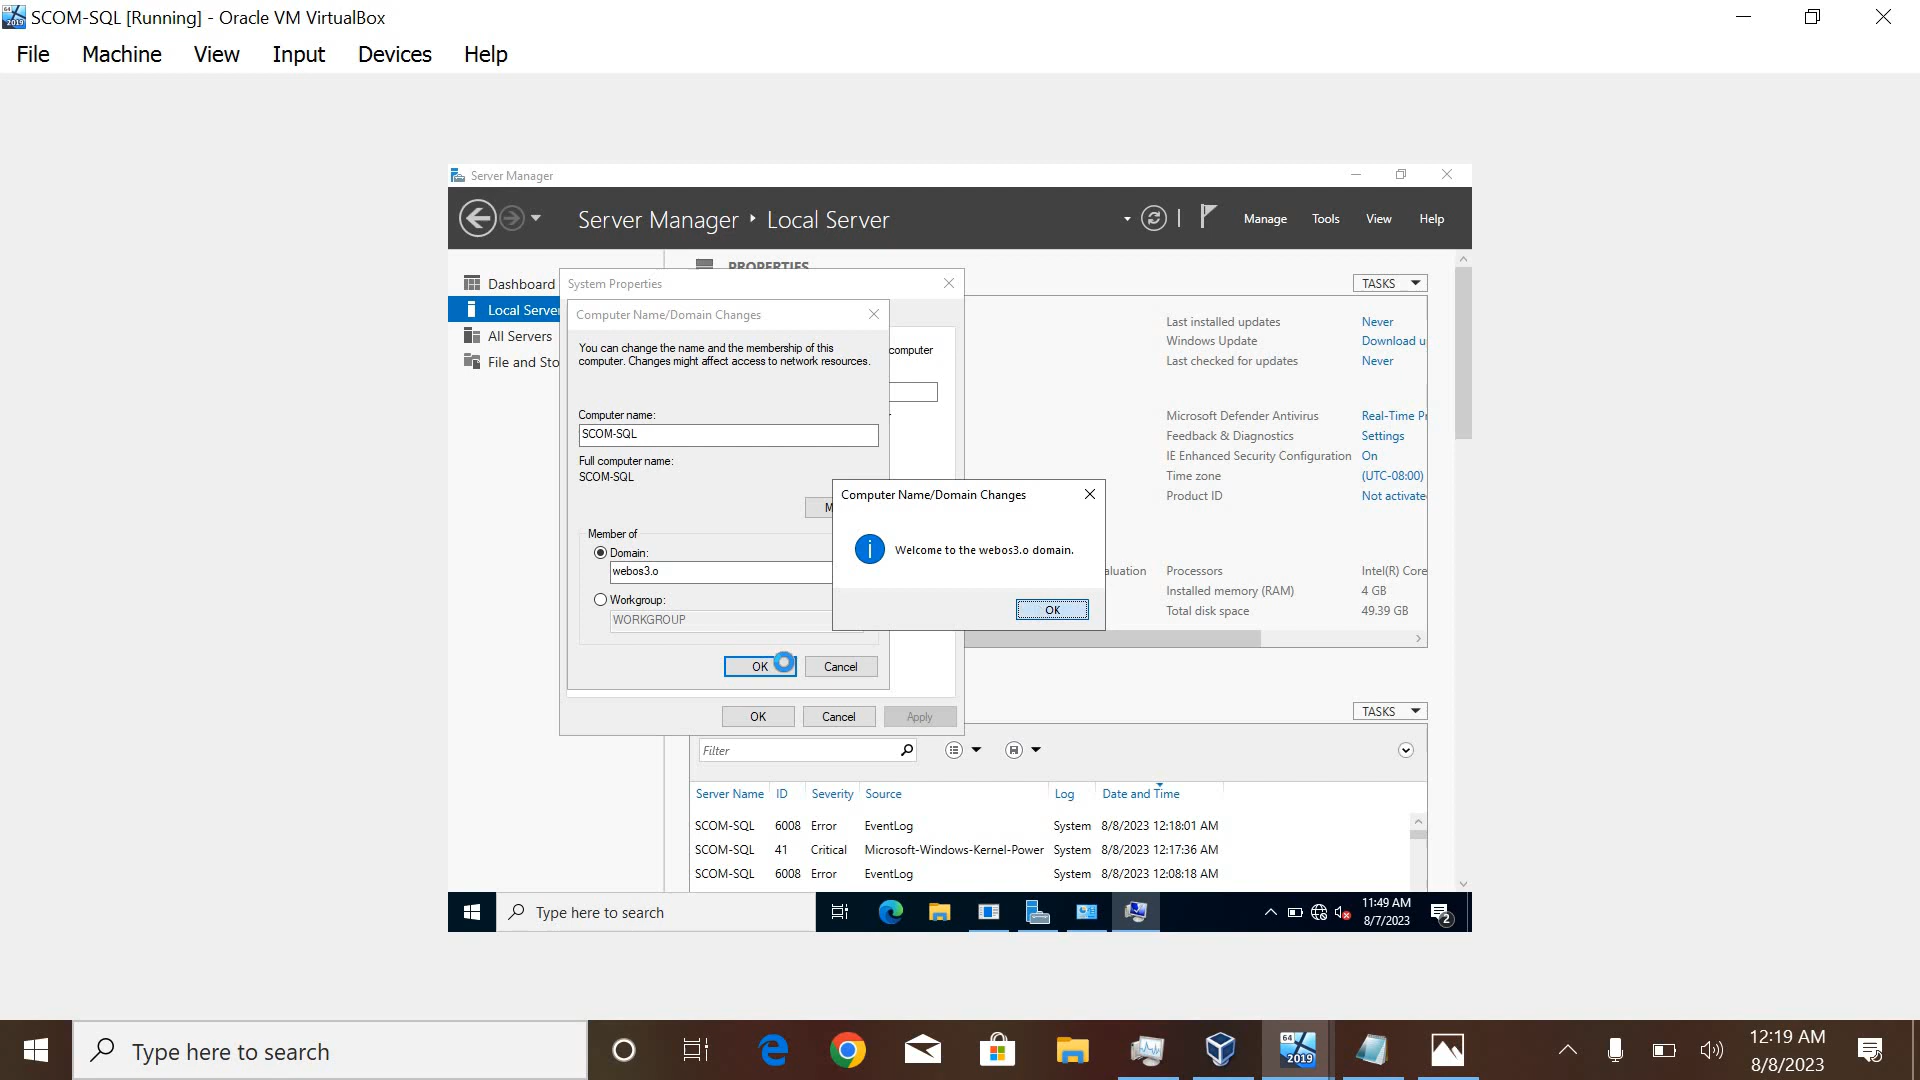 SCOM-SQL [Running] - Oracle VM VirtualBox
File Machine View Input Devices Help
Server Manager
Server Manager ‣ Local Server
Manage Tools View Help
PROPERTIES
Dashboard
Local Server
All Servers
File and Sto
TASKS
System Properties
Computer Name/Domain Changes
You can change the name and the membership of this
computer. Changes might affect access to network resources.
computer
Computer name:
SCOM-SQL
Full computer name:
SCOM-SQL
M
Member of
Domain:
webos3.o
Workgroup:
WORKGROUP
OK Cancel
OK Cancel Apply
Computer Name/Domain Changes
Welcome to the webos3.o domain.
OK
Last installed updates Never
Windows Update Download u
Last checked for updates Never
Microsoft Defender Antivirus Real-Time Pr
Feedback & Diagnostics Settings
IE Enhanced Security Configuration On
Time zone (UTC-08:00)
Product ID Not activate
aluation
Processors Intel(R) Core
Installed memory (RAM) 4 GB
Total disk space 49.39 GB
TASKS
Filter
Server Name ID Severity Source Log Date and Time
SCOM-SQL 6008 Error EventLog System 8/8/2023 12:18:01 AM
SCOM-SQL 41 Critical Microsoft-Windows-Kernel-Power System 8/8/2023 12:17:36 AM
SCOM-SQL 6008 Error EventLog System 8/8/2023 12:08:18 AM
Type here to search
11:49 AM
8/7/2023
2
Type here to search
64
2019
12:19 AM
8/8/2023